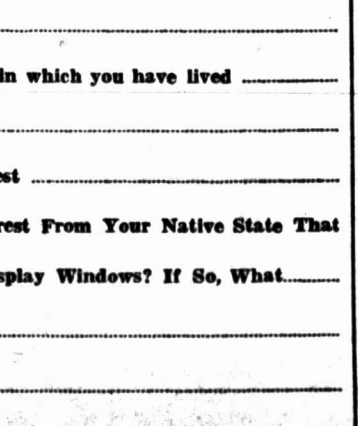 in which you have lived
est
rest From Your Native State That
splay Windows? If So, What